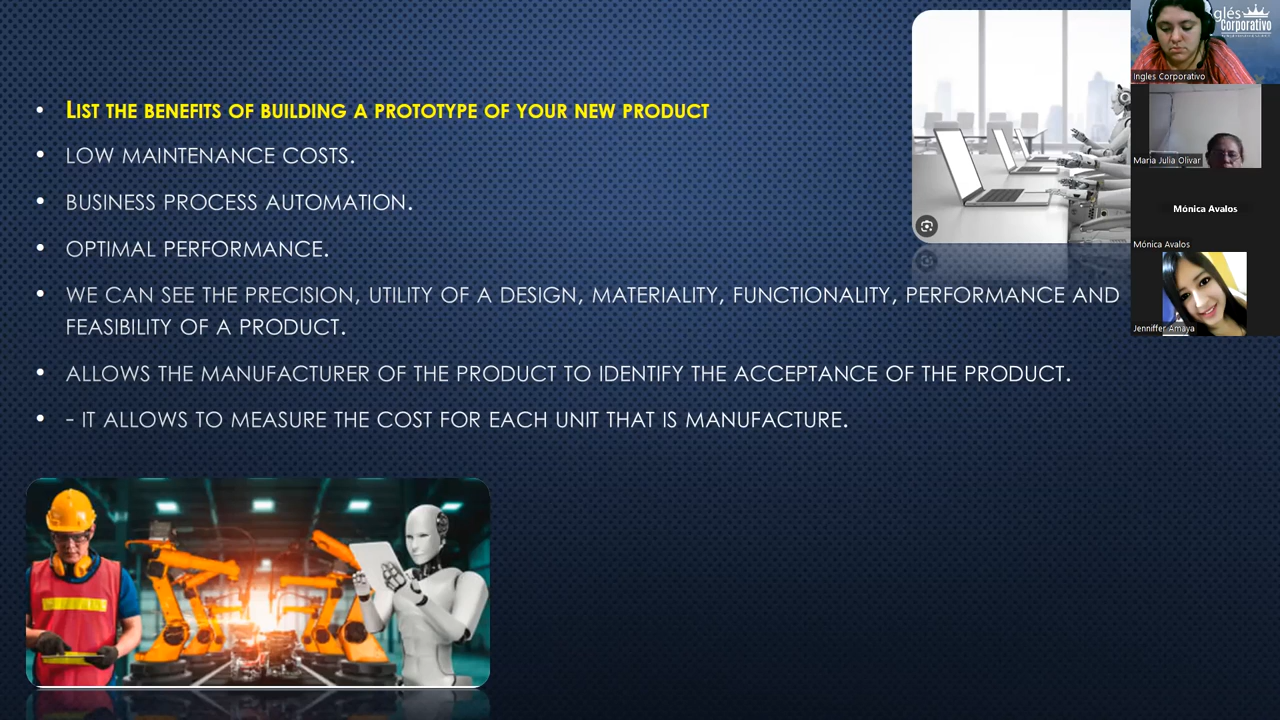 LIST THE BENEFITS OF BUILDING A PROTOTYPE OF YOUR NEW PRODUCT
LOW MAINTENANCE COSTS.
BUSINESS PROCESS AUTOMATION.
OPTIMAL PERFORMANCE.
WE CAN SEE THE PRECISION, UTILITY OF A DESIGN, MATERIALITY, FUNCTIONALITY, PERFORMANCE AND
FEASIBILITY OF A PRODUCT.
ALLOWS THE MANUFACTURER OF THE PRODUCT TO IDENTIFY THE ACCEPTANCE OF THE PRODUCT.
- IT ALLOWS TO MEASURE THE COST FOR EACH UNIT THAT IS MANUFACTURE.
glés
Corporativo
Ingles Corporativo
Maria Julia Olivar
Mónica Avalos
Mónica Avalos
Jenniffer Amaya